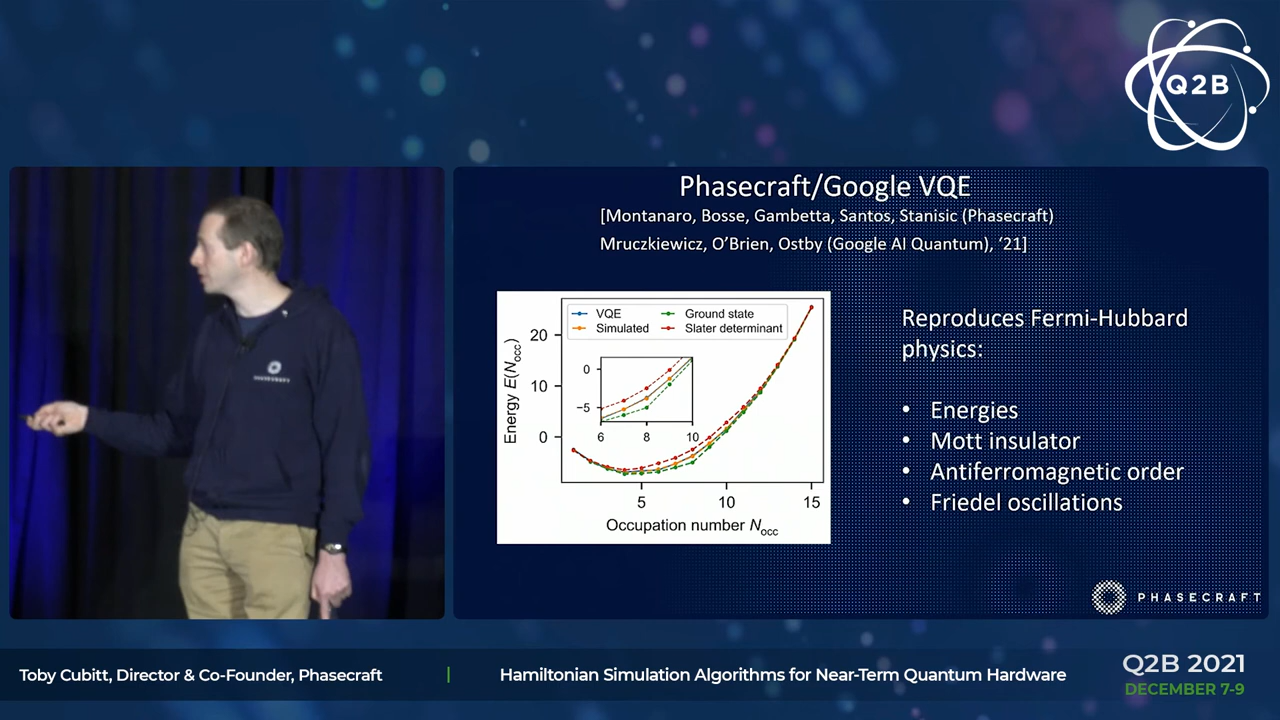 Q2B
Phasecraft/Google VQE
[Montanaro, Bosse, Gambetta, Santos, Stanisic (Phasecraft)
Mruczkiewicz, O’Brien, Ostby (Google AI Quantum), ‘21]
VQE
Simulated
Ground state
Slater determinant
20
10
0
Energy E(Nocc)
0
−5
6 8 10
5 10 15
Occupation number Nocc
Reproduces Fermi-Hubbard
physics:
• Energies
• Mott insulator
• Antiferromagnetic order
• Friedel oscillations
PHASECRAFT
PHASECRAFT
Toby Cubitt, Director & Co-Founder, Phasecraft
|
Hamiltonian Simulation Algorithms for Near-Term Quantum Hardware
Q2B 2021
DECEMBER 7-9